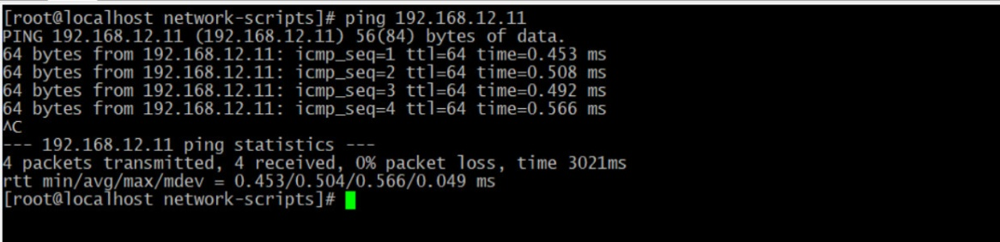 [root@localhost network-scripts]# ping 192.168.12.11
PING 192.168.12.11 (192.168.12.11) 56(84) bytes of data.
64 bytes from 192.168.12.11: icmp_seq=1 ttl=64 time=0.453 ms
64 bytes from 192.168.12.11: icmp_seq=2 ttl=64 time=0.508 ms
64 bytes from 192.168.12.11: icmp_seq=3 ttl=64 time=0.492 ms
64 bytes from 192.168.12.11: icmp_seq=4 ttl=64 time=0.566 ms
^C
--- 192.168.12.11 ping statistics ---
4 packets transmitted, 4 received, 0% packet loss, time 3021ms
rtt min/avg/max/mdev = 0.453/0.504/0.566/0.049 ms
[root@localhost network-scripts]#